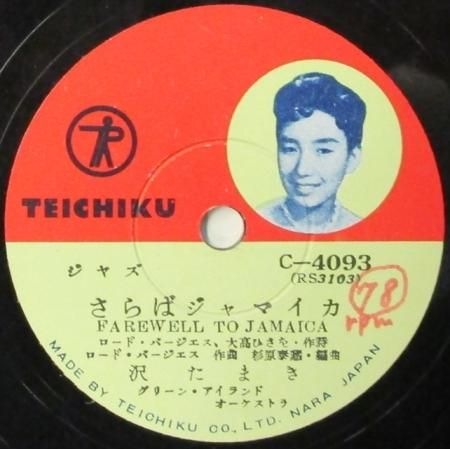 TEICHIKU
C-4093
(RS3103)
ジャズ
78
rpm
さらばジャマイカ
FAREWELL TO JAMAICA
ロード・バージェス、大高ひさを・作詩
ロード・バージェス 作曲 杉原泰蔵・編曲
沢たまき
グリーン・アイランド
オーケストラ
MADE BY TEICHIKU CO., LTD. NARA JAPAN